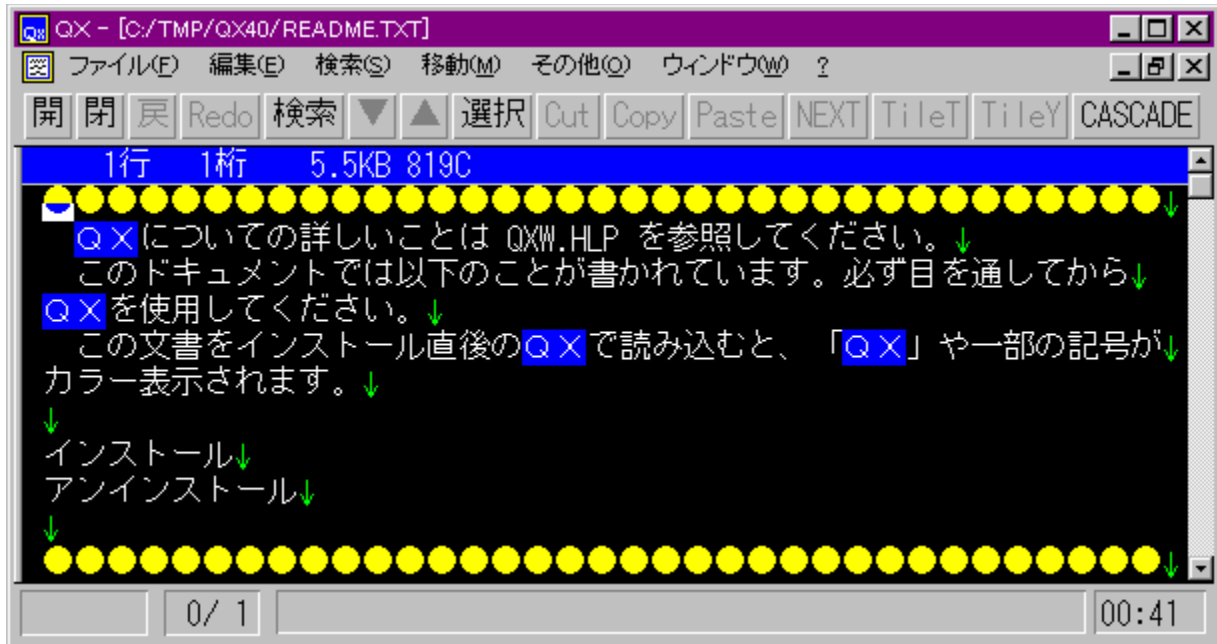 QX - [C:/TMP/QX40/README.TXT]
ファイル(F) 編集(E) 検索(S) 移動(M) その他(O) ウィンドウ(W) ?
開 閉 戻 Redo 検索 ▼ ▲ 選択 Cut Copy Paste NEXT TileT TileY CASCADE
1行 1桁 5.5KB 819C
●●●●●●●●●●●●●●●●●●●●●●●●●●●●●●●●●●↓
ＱＸについての詳しいことは QXW.HLP を参照してください。↓
このドキュメントでは以下のことが書かれています。必ず目を通してから↓
ＱＸを使用してください。↓
この文書をインストール直後のＱＸで読み込むと、「ＱＸ」や一部の記号が↓
カラー表示されます。↓
↓
インストール↓
アンインストール↓
↓
●●●●●●●●●●●●●●●●●●●●●●●●●●●●●●●●●●↓
0/ 1 00:41